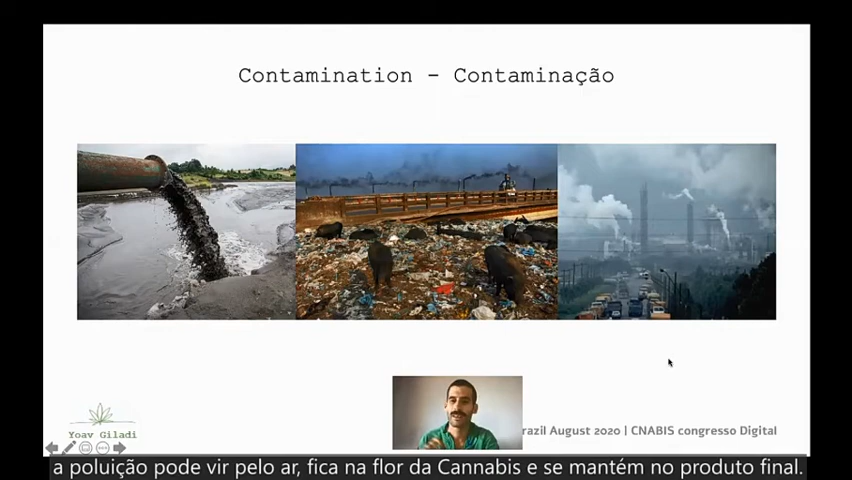 Contamination - Contaminação
Yoav Giladi
razil August 2020 | CNABIS congresso Digital
a poluição pode vir pelo ar, fica na flor da Cannabis e se mantém no produto final.